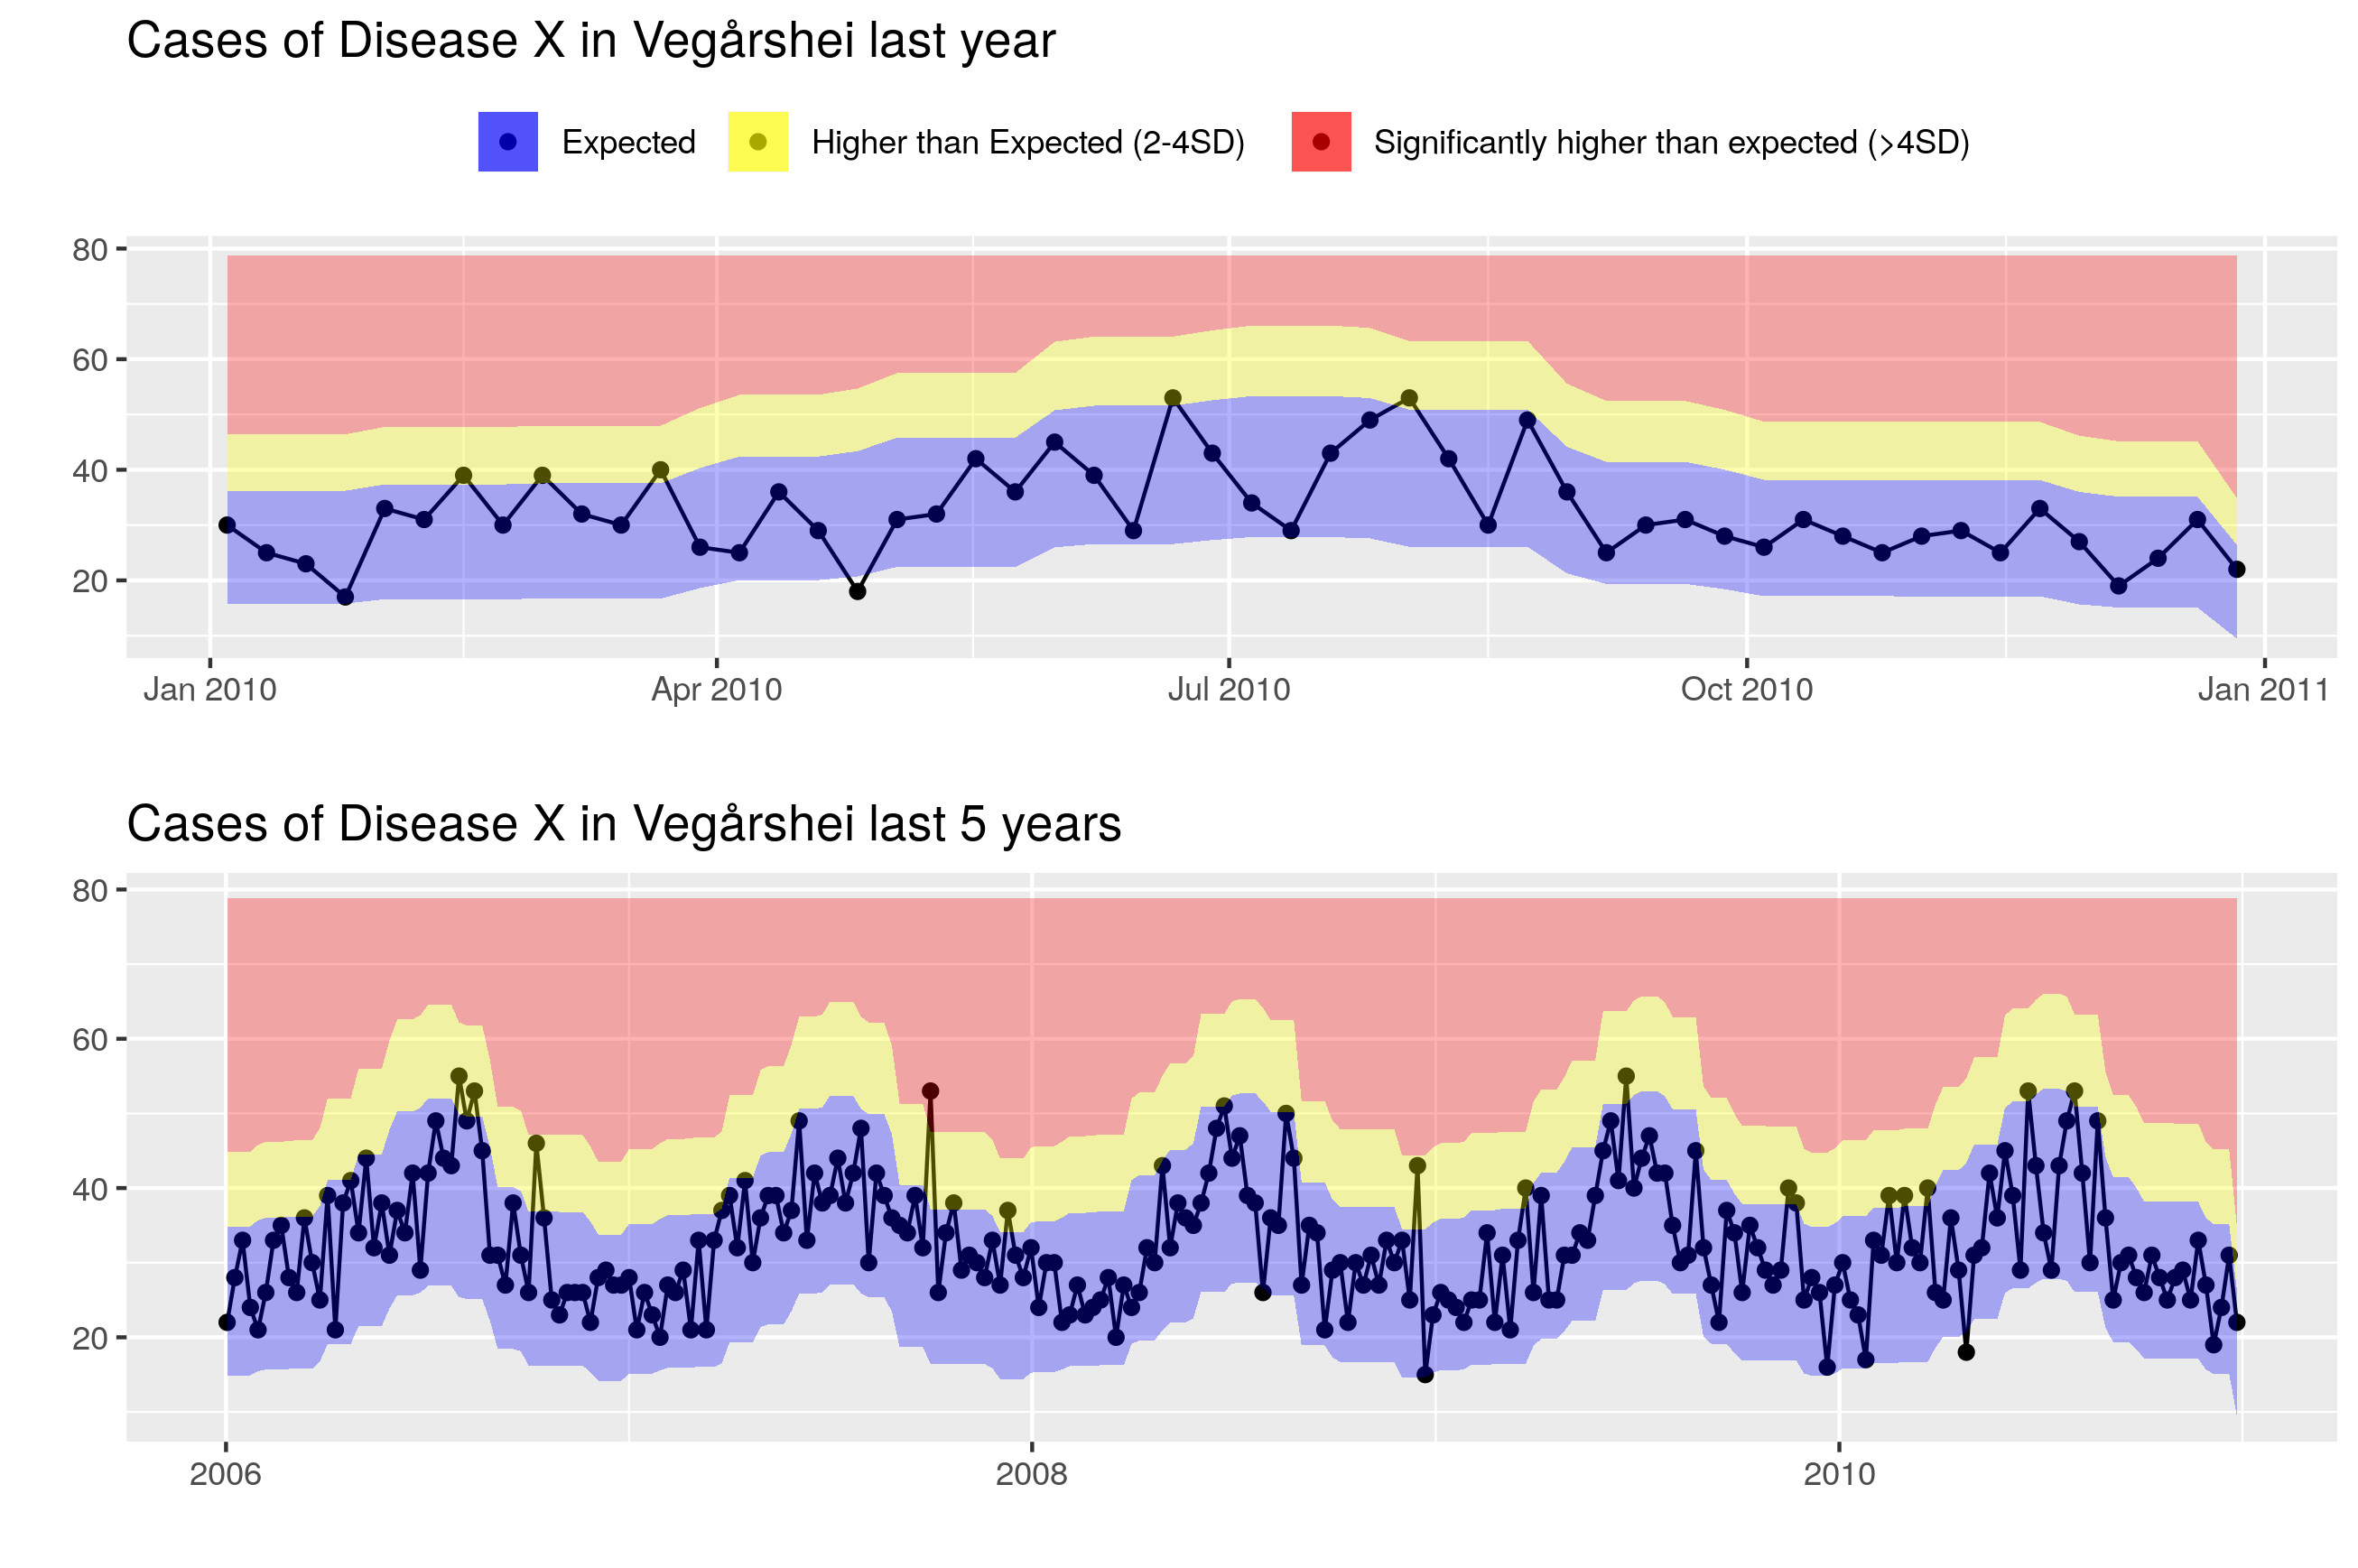 Cases of Disease X in Vegårshei last year
Expected Higher than Expected (2-4SD) Significantly higher than expected (>4SD)
80
60
40
20
Jan 2010 Apr 2010 Jul 2010 Oct 2010 Jan 2011
Cases of Disease X in Vegårshei last 5 years
80
60
40
20
2006 2008 2010